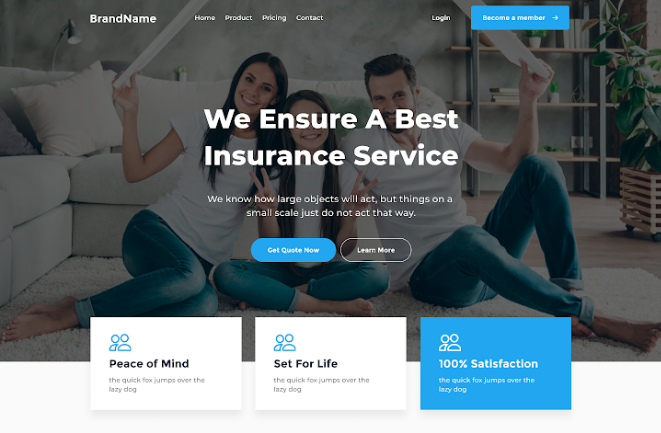 BrandName
Home Product Pricing Contact
Login
Become a member →
We Ensure A Best
Insurance Service
We know how large objects will act, but things on a
small scale just do not act that way.
Get Quote Now
Learn More
Peace of Mind
the quick fox jumps over the
lazy dog
Set For Life
the quick fox jumps over the
lazy dog
100% Satisfaction
the quick fox jumps over the
lazy dog